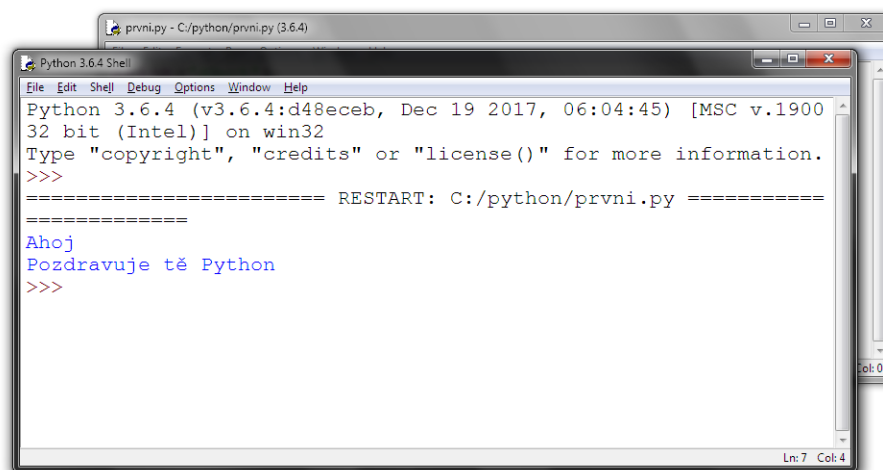 prvni.py - C:/python/prvni.py (3.6.4)
Python 3.6.4 Shell
File Edit Shell Debug Options Window Help
Python 3.6.4 (v3.6.4:d48eceb, Dec 19 2017, 06:04:45) [MSC v.1900
32 bit (Intel)] on win32
Type "copyright", "credits" or "license()" for more information.
>>>
======================== RESTART: C:/python/prvni.py ===========
=============
Ahoj
Pozdravuje tě Python
>>>
Col: 0
Ln: 7 Col: 4